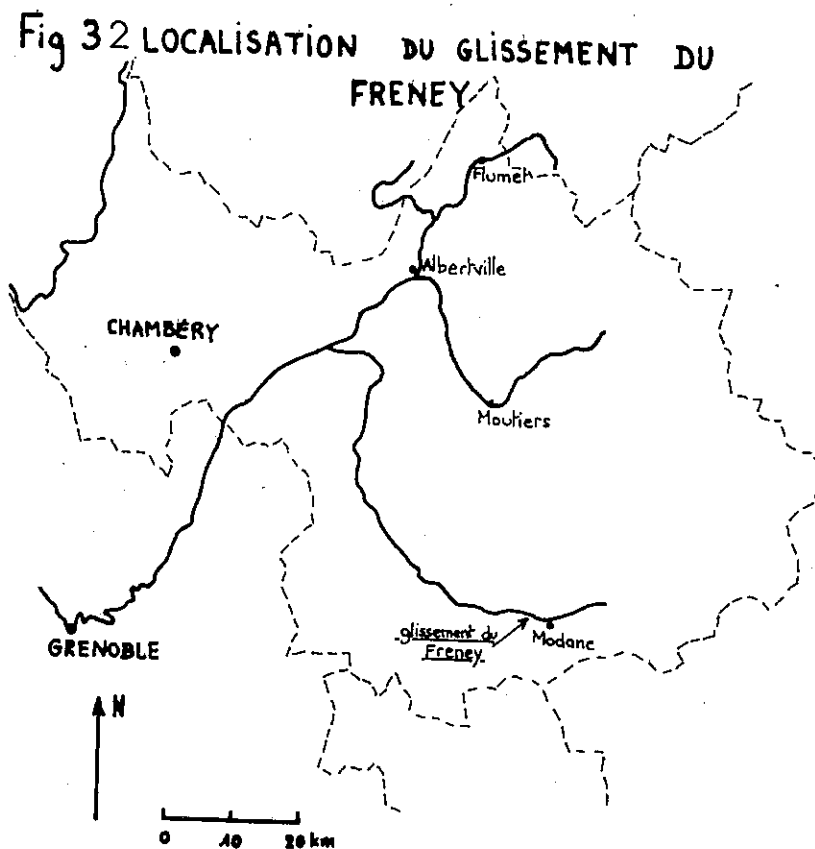 Fig 32 LOCALISATION DU GLISSEMENT DU
FRENEY
Flumet
Albertville
CHAMBÉRY
Moutiers
glissement du
Freney
Modane
GRENOBLE
N
0 10 20 km